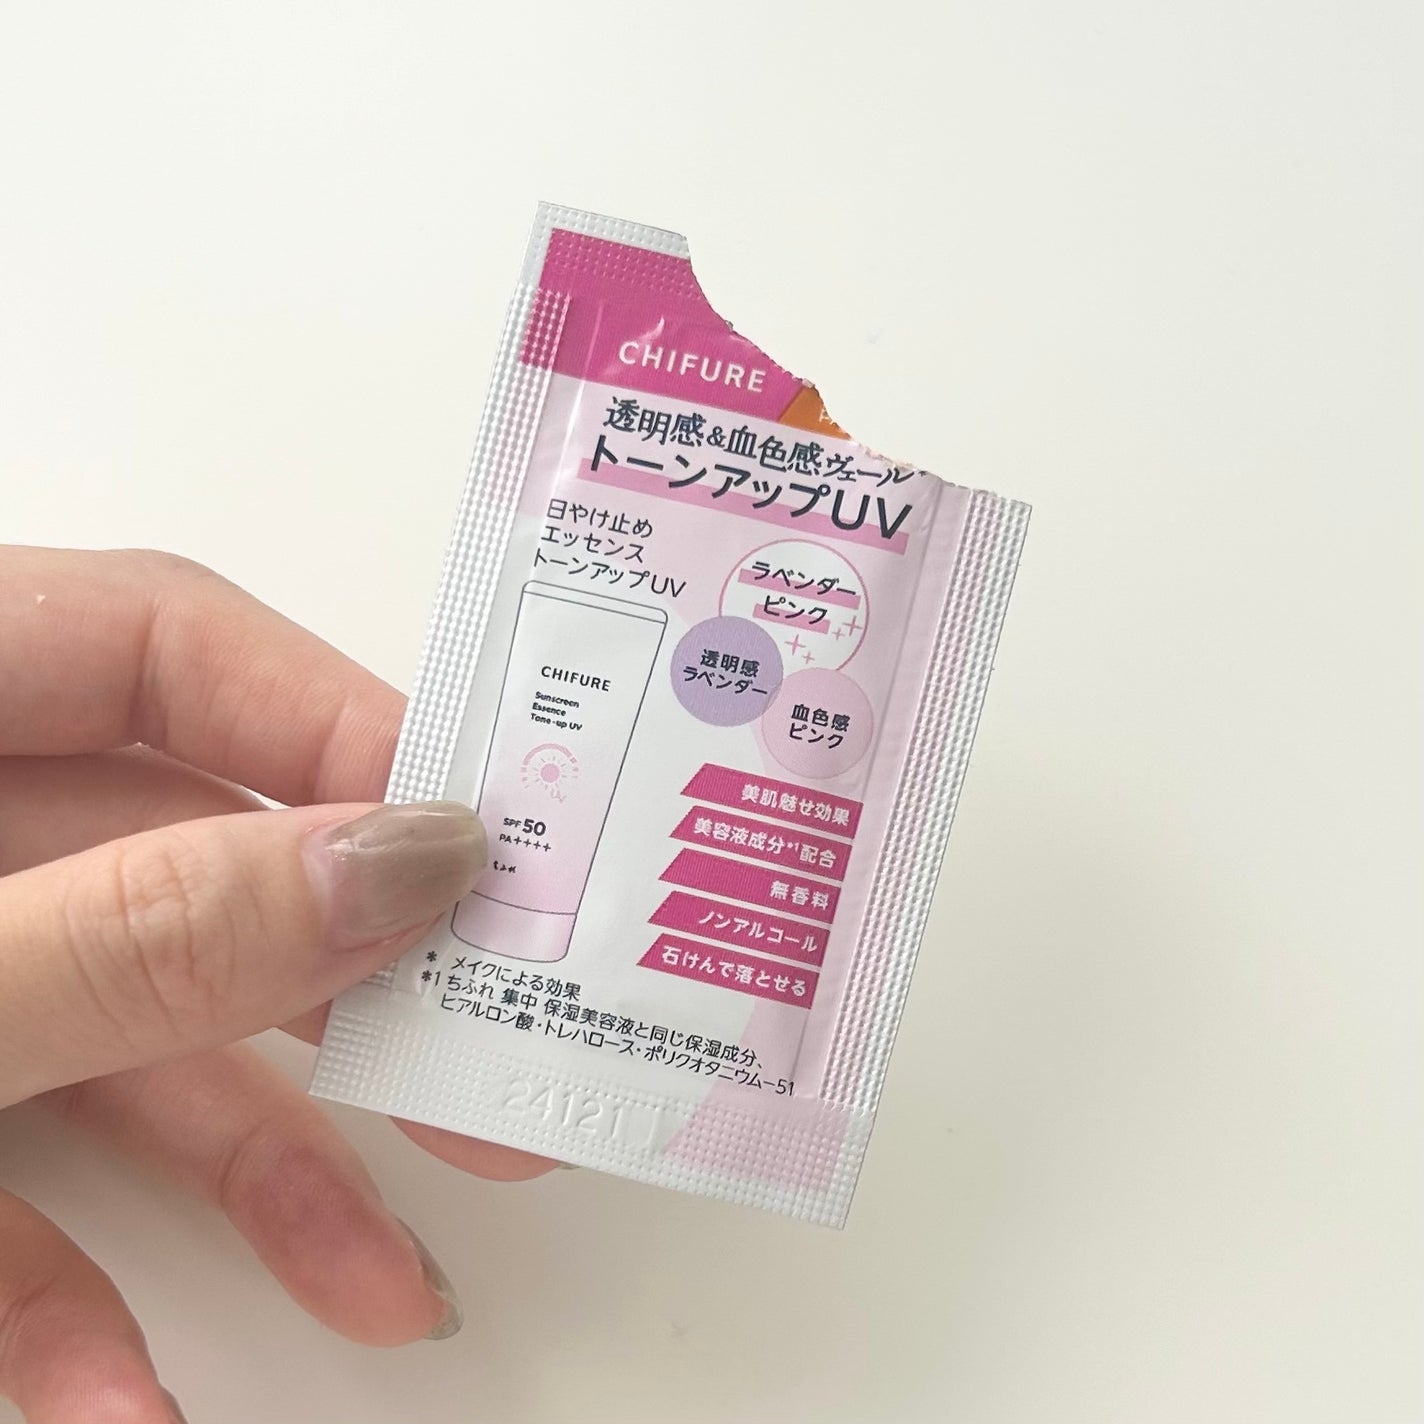 CHIFURE
透明感&血色感ヴェール*
トーンアップUV
日やけ止め
エッセンス
トーンアップUV
ラベンダー
ピンク
透明感
ラベンダー
血色感
ピンク
CHIFURE
Sunscreen
Essence
Tone-up UV
SPF50
PA++++
ちふれ
美肌魅せ効果
美容液成分*1配合
無香料
ノンアルコール
石けんで落とせる
* メイクによる効果
*1 ちふれ 集中 保湿美容液と同じ保湿成分、
ヒアルロン酸・トレハロース・ポリクオタニウム-51
24121